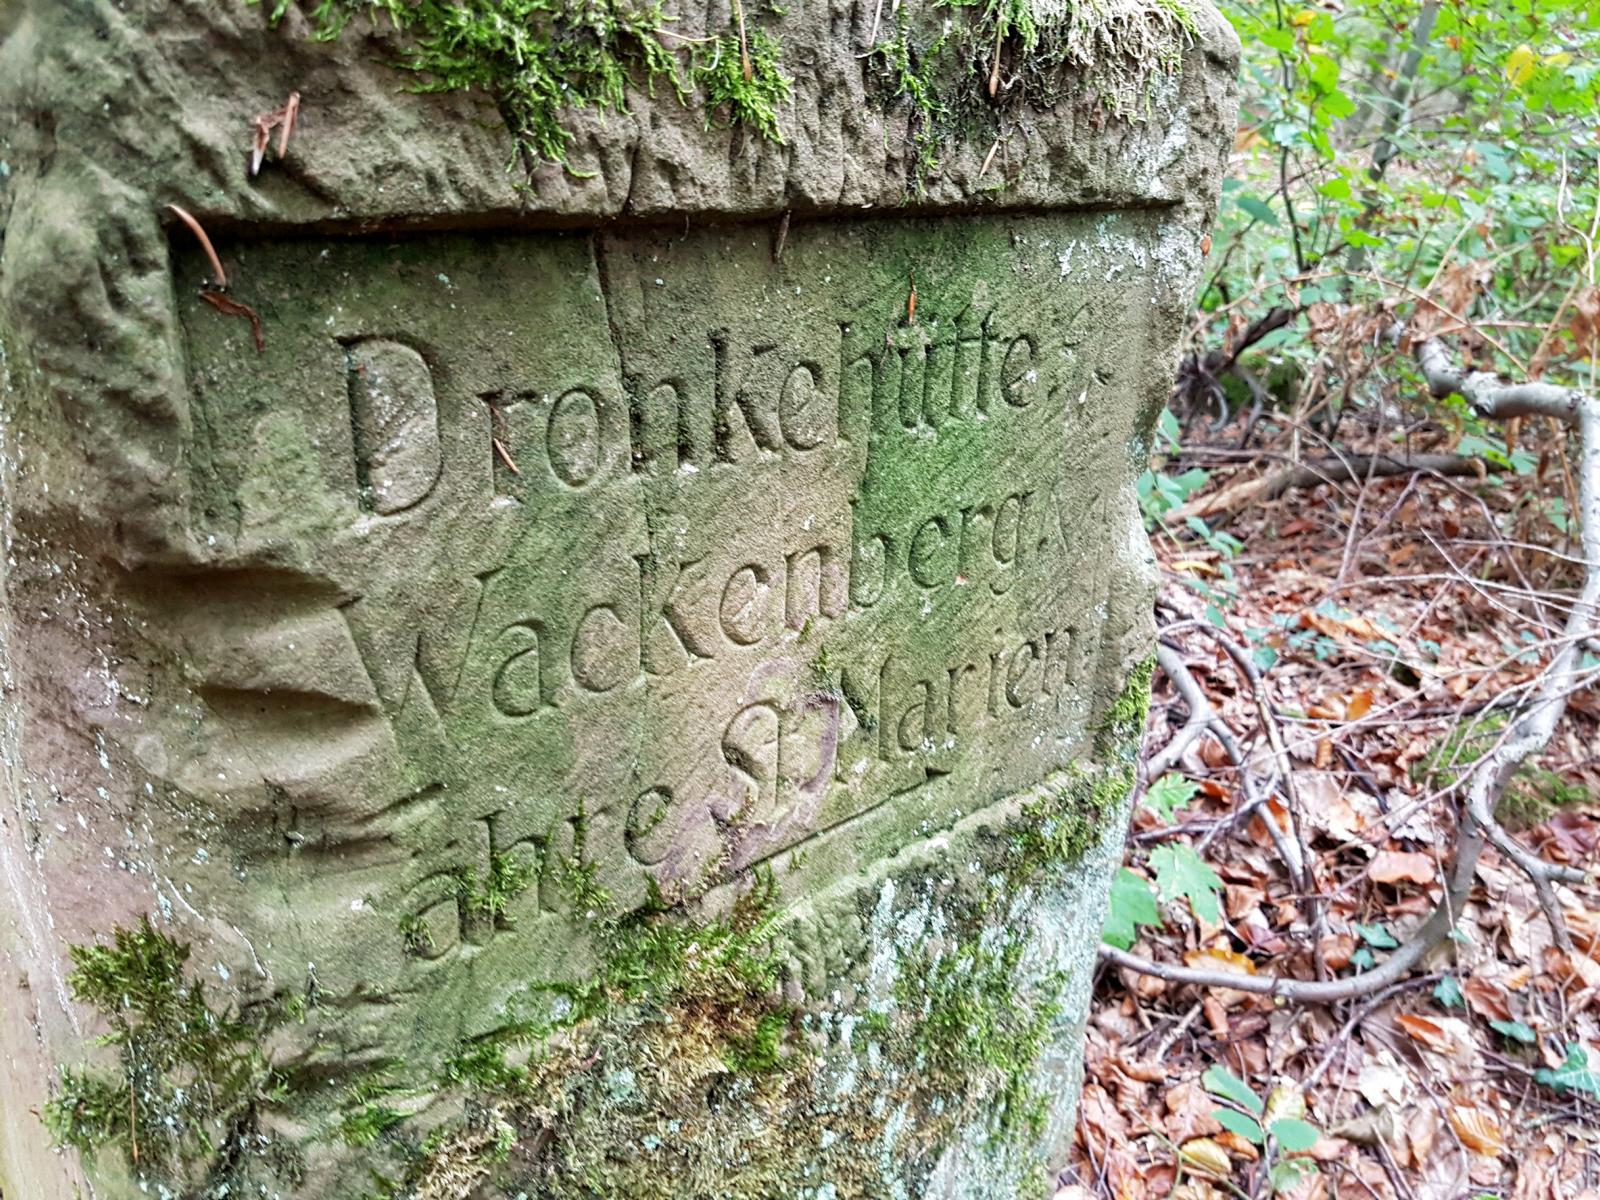 Dronkehütte
Wackenberg
ahre St. Marien